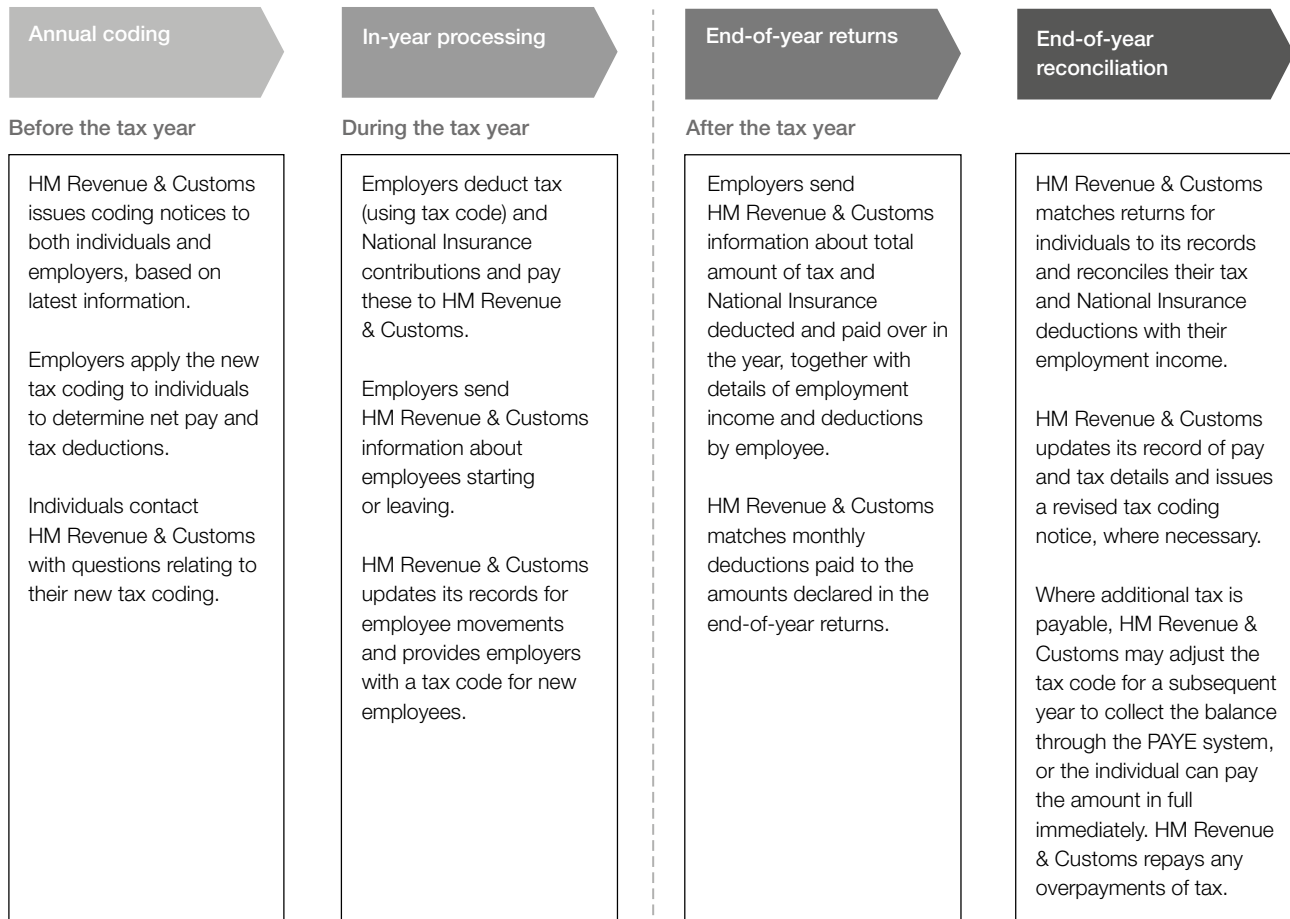 Annual coding
Before the tax year
HM Revenue & Customs
issues coding notices to
both individuals and
employers, based on
latest information.
Employers apply the new
tax coding to individuals
to determine net pay and
tax deductions.
Individuals contact
HM Revenue & Customs
with questions relating to
their new tax coding.
In-year processing
During the tax year
Employers deduct tax
(using tax code) and
National Insurance
contributions and pay
these to HM Revenue
& Customs.
Employers send
HM Revenue & Customs
information about
employees starting
or leaving.
HM Revenue & Customs
updates its records for
employee movements
and provides employers
with a tax code for new
employees.
End-of-year returns
After the tax year
Employers send
HM Revenue & Customs
information about total
amount of tax and
National Insurance
deducted and paid over in
the year, together with
details of employment
income and deductions
by employee.
HM Revenue & Customs
matches monthly
deductions paid to the
amounts declared in the
end-of-year returns.
End-of-year
reconciliation
HM Revenue & Customs
matches returns for
individuals to its records
and reconciles their tax
and National Insurance
deductions with their
employment income.
HM Revenue & Customs
updates its record of pay
and tax details and issues
a revised tax coding
notice, where necessary.
Where additional tax is
payable, HM Revenue &
Customs may adjust the
tax code for a subsequent
year to collect the balance
through the PAYE system,
or the individual can pay
the amount in full
immediately. HM Revenue
& Customs repays any
overpayments of tax.